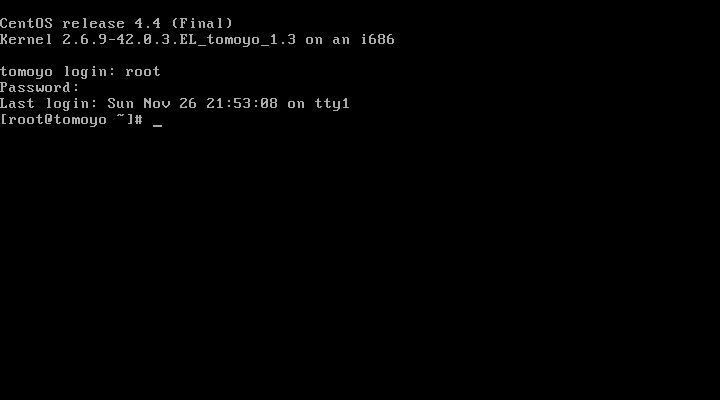 CentOS release 4.4 (Final)
Kernel 2.6.9-42.0.3.EL_tomoyo_1.3 on an i686
tomoyo login: root
Password:
Last login: Sun Nov 26 21:53:08 on tty1
[root@tomoyo ~]# _